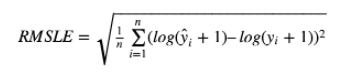 RMSLE = √(1/n ∑_{i=1}^{n} (log(ŷ_i + 1)–log(y_i + 1))²)